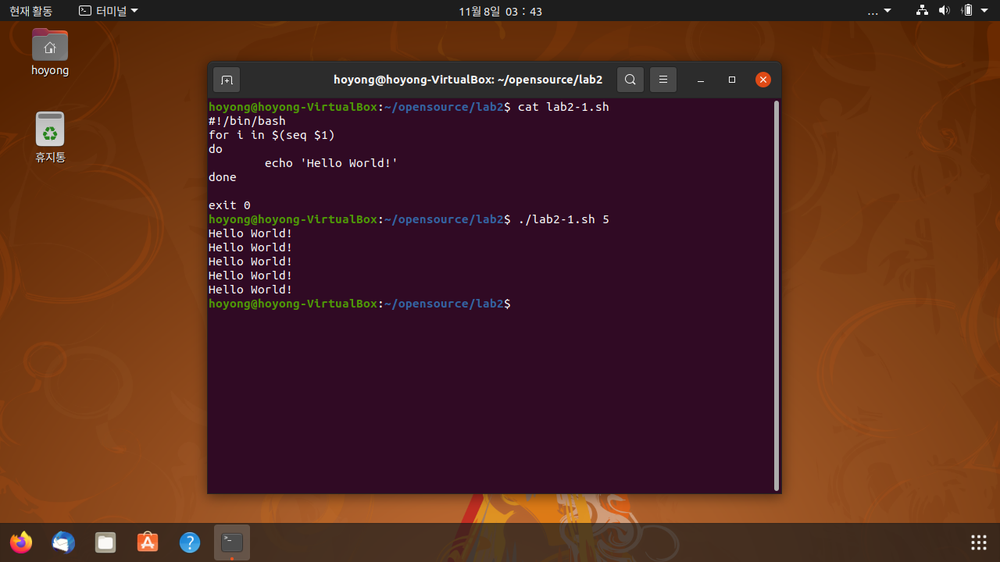 현재 활동 터미널 11월 8일 03 : 43 ...
hoyong
휴지통
hoyong@hoyong-VirtualBox: ~/opensource/lab2
hoyong@hoyong-VirtualBox:~/opensource/lab2$ cat lab2-1.sh
#!/bin/bash
for i in $(seq $1)
do
        echo 'Hello World!'
done
exit 0
hoyong@hoyong-VirtualBox:~/opensource/lab2$ ./lab2-1.sh 5
Hello World!
Hello World!
Hello World!
Hello World!
Hello World!
hoyong@hoyong-VirtualBox:~/opensource/lab2$